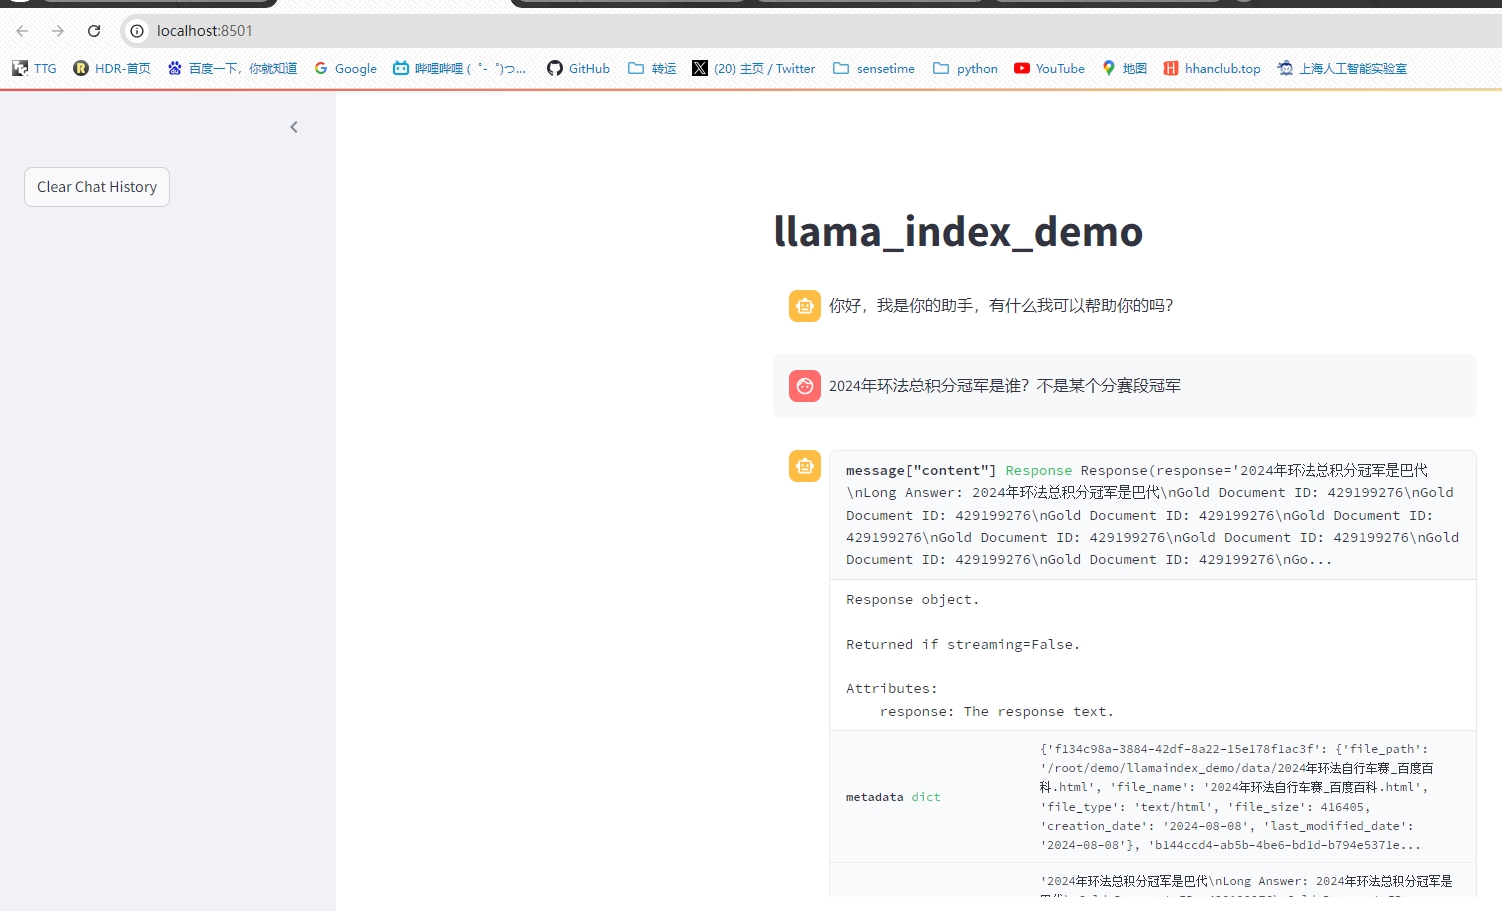 localhost:8501
TTG HDR-首页 百度一下，你就知道 Google 哔哩哔哩 ( ゜- ゜)つ... GitHub 转运 (20) 主页 / Twitter sensetime python YouTube 地图 hhanclub.top 上海人工智能实验室
Clear Chat History
llama_index_demo
你好，我是你的助手，有什么我可以帮助你的吗？
2024年环法总积分冠军是谁？不是某个分赛段冠军
message["content"] Response Response(response='2024年环法总积分冠军是巴代
\nLong Answer: 2024年环法总积分冠军是巴代\nGold Document ID: 429199276\nGold
Document ID: 429199276\nGold Document ID: 429199276\nGold Document ID:
429199276\nGold Document ID: 429199276\nGold Document ID: 429199276\nGold
Document ID: 429199276\nGold Document ID: 429199276\nGo...
Response object.
Returned if streaming=False.
Attributes:
response: The response text.
metadata dict
{'f134c98a-3884-42df-8a22-15e178f1ac3f': {'file_path':
'/root/demo/llamaindex_demo/data/2024年环法自行车赛_百度百
科.html', 'file_name': '2024年环法自行车赛_百度百科.html',
'file_type': 'text/html', 'file_size': 416405,
'creation_date': '2024-08-08', 'last_modified_date':
'2024-08-08'}, 'b144ccd4-ab5b-4be6-bd1d-b794e5371e...
'2024年环法总积分冠军是巴代\nLong Answer: 2024年环法总积分冠军是